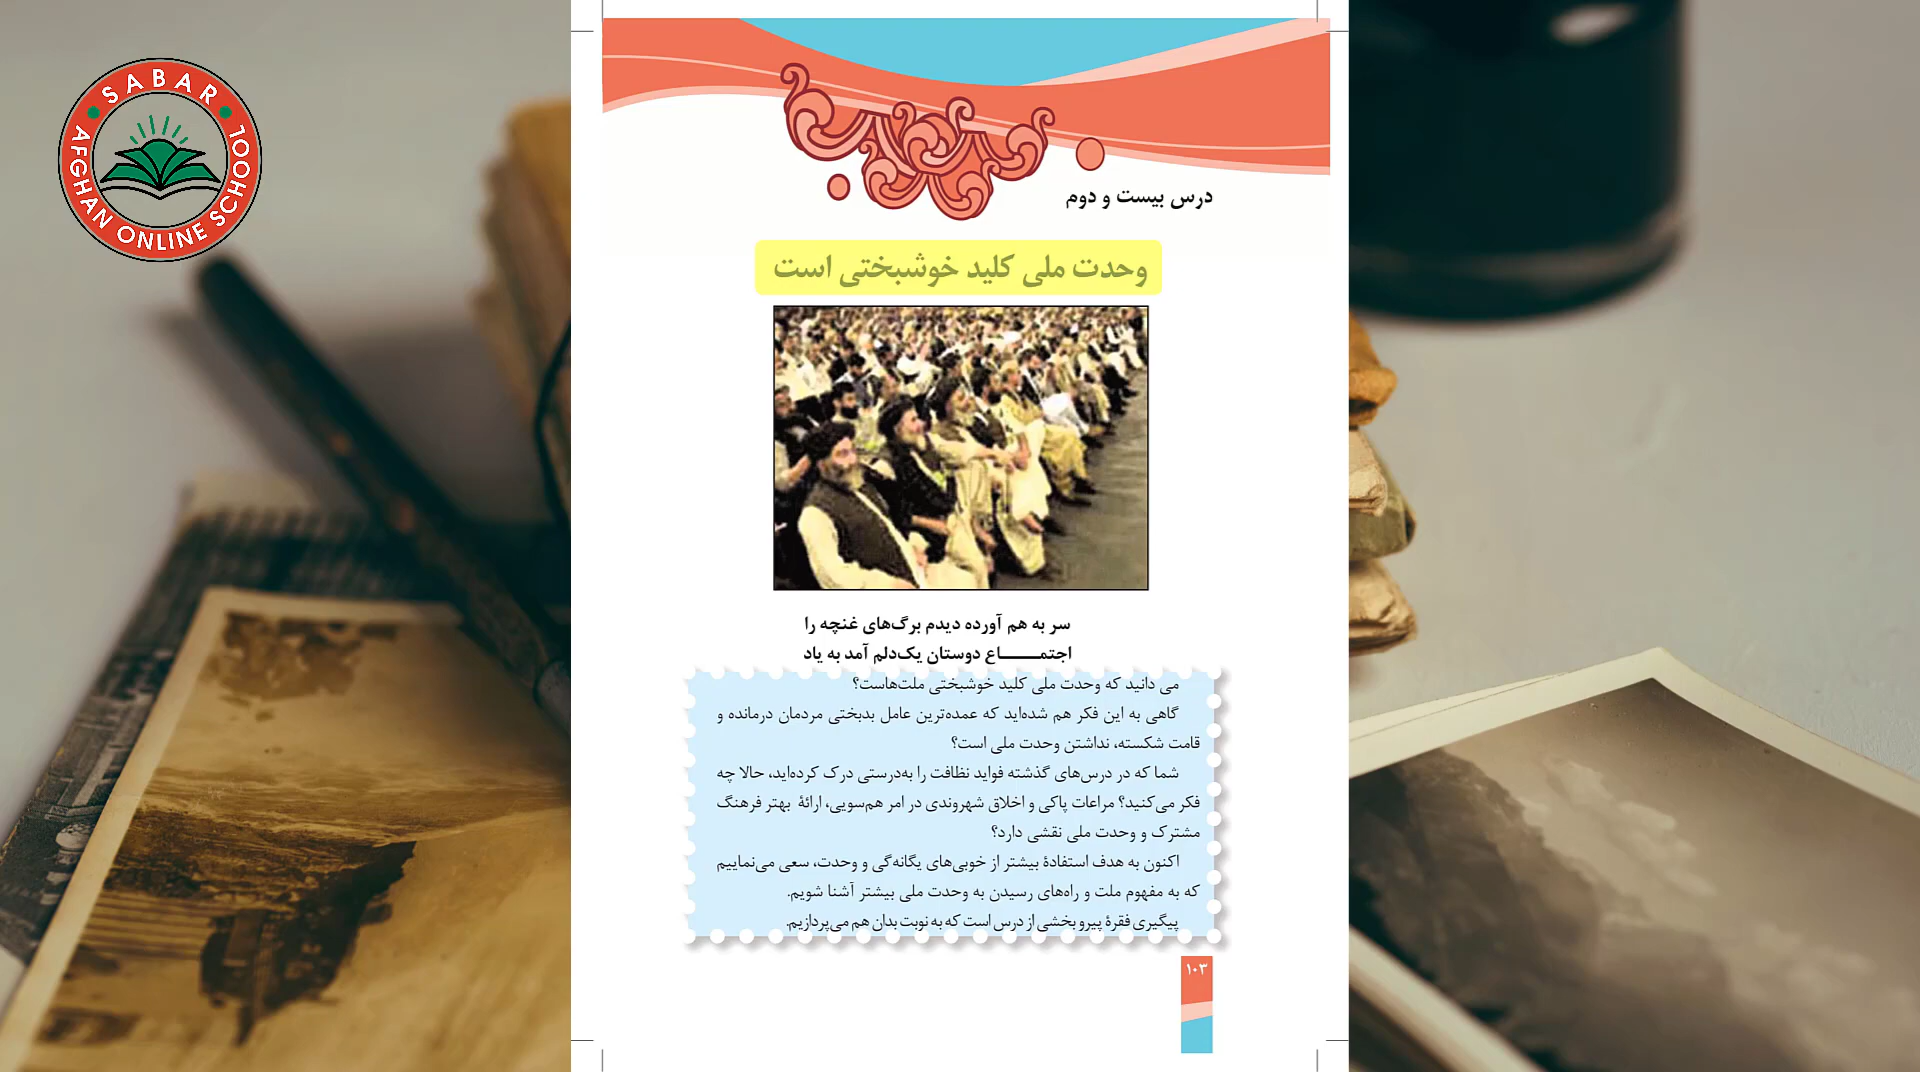 SABAR
AFGHAN ONLINE SCHOOL
درس بیست و دوم
وحدت ملی کلید خوشبختی است
سر به هم آورده دیدم برگ‌های غنچه را
اجتمـــــــاع دوستان یک‌دلم آمد به یاد
می دانید که وحدت ملی کلید خوشبختی ملت‌هاست؟
گاهی به این فکر هم شده‌اید که عمده‌ترین عامل بدبختی مردمان درمانده و
قامت شکسته، نداشتن وحدت ملی است؟
شما که در درس‌های گذشته فواید نظافت را به‌درستی درک کرده‌اید، حالا چه
فکر می‌کنید؟ مراعات پاکی و اخلاق شهروندی در امر هم‌سویی، ارائۀ بهتر فرهنگ
مشترک و وحدت ملی نقشی دارد؟
اکنون به هدف استفادۀ بیشتر از خوبی‌های یگانه‌گی و وحدت، سعی می‌نماییم
که به مفهوم ملت و راه‌های رسیدن به وحدت ملی بیشتر آشنا شویم.
پیگیری فقرۀ پیرو بخشی از درس است که به نوبت بدان هم می‌پردازیم.
۱۰۳